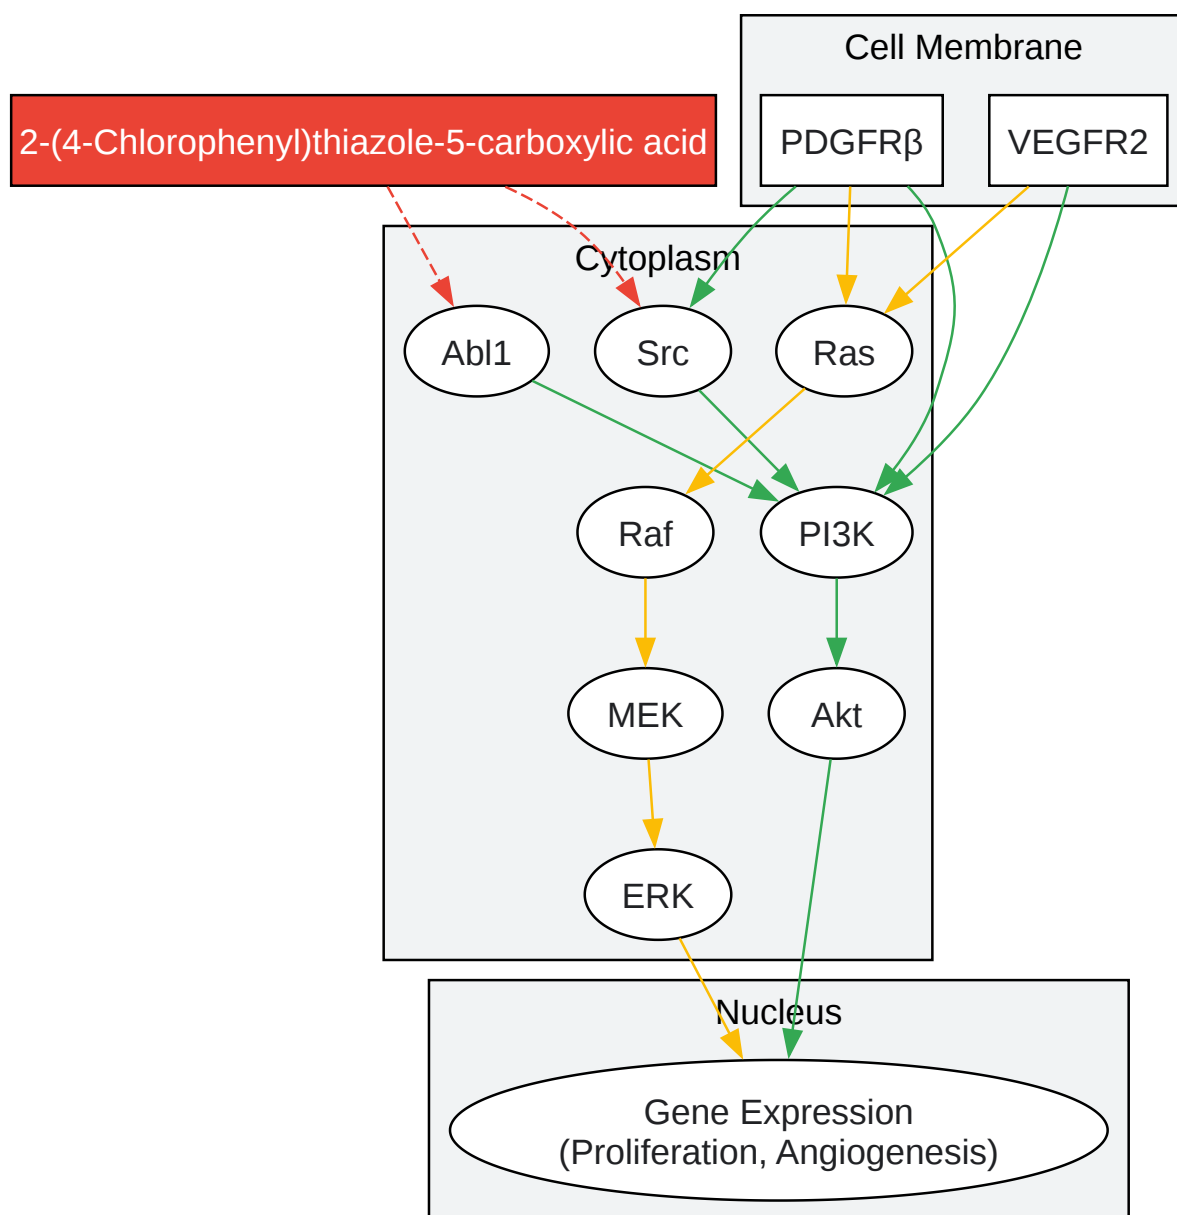 Cell Membrane
2-(4-Chlorophenyl)thiazole-5-carboxylic acid
PDGFRβ
VEGFR2
Cytoplasm
Abl1
Src
Ras
Raf
PI3K
MEK
Akt
ERK
Nucleus
Gene Expression
(Proliferation, Angiogenesis)